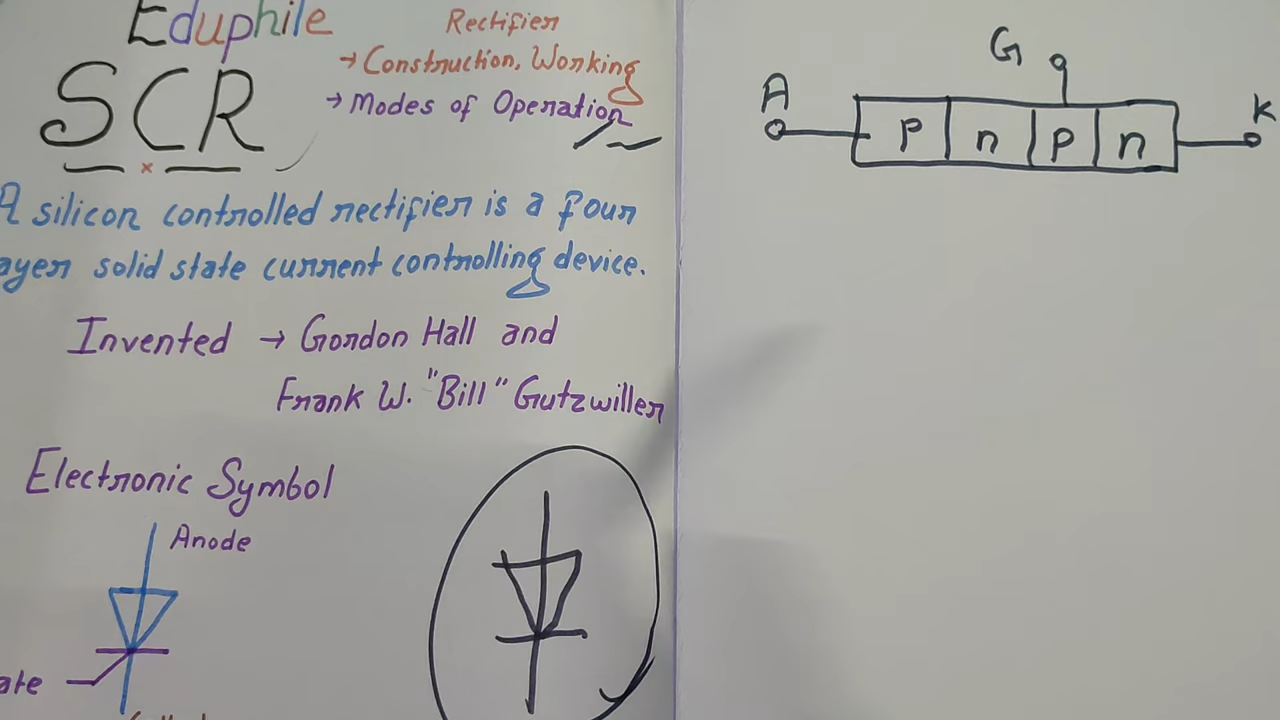 Eduphile
SCR
Rectifier
→ Construction, Working
→ Modes of Operation
A silicon controlled rectifier is a four
layer solid state current controlling device.
Invented → Gordon Hall and
Frank W. "Bill" Gutzwiller
Electronic Symbol
Anode
ate
G
A
K
p n p n